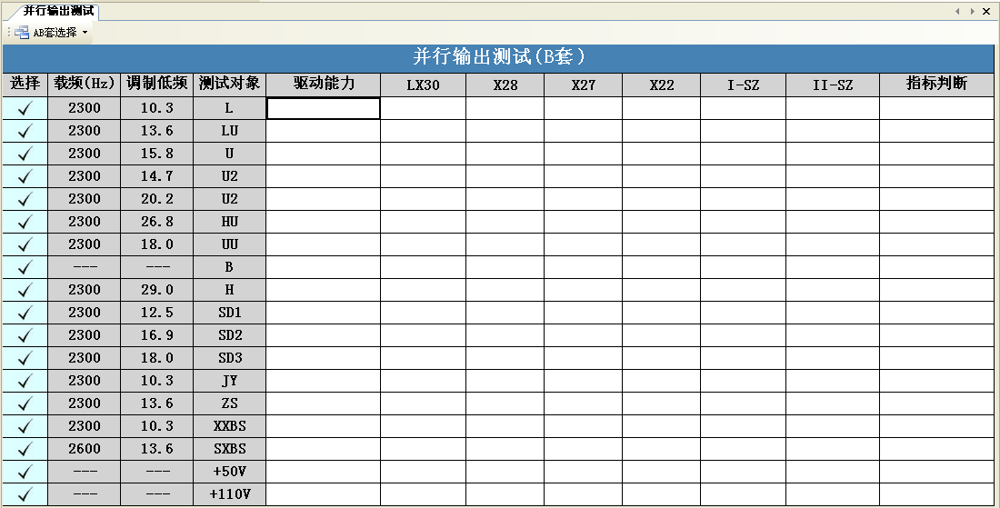 并行输出测试
AB套选择
并行输出测试(B套)
选择 载频(Hz) 调制低频 测试对象 驱动能力 LX30 X28 X27 X22 I-SZ II-SZ 指标判断
2300 10.3 L
2300 13.6 LU
2300 15.8 U
2300 14.7 U2
2300 20.2 U2
2300 26.8 HU
2300 18.0 UU
--- --- B
2300 29.0 H
2300 12.5 SD1
2300 16.9 SD2
2300 18.0 SD3
2300 10.3 JY
2300 13.6 ZS
2300 10.3 XXBS
2600 13.6 SXBS
--- --- +50V
--- --- +110V